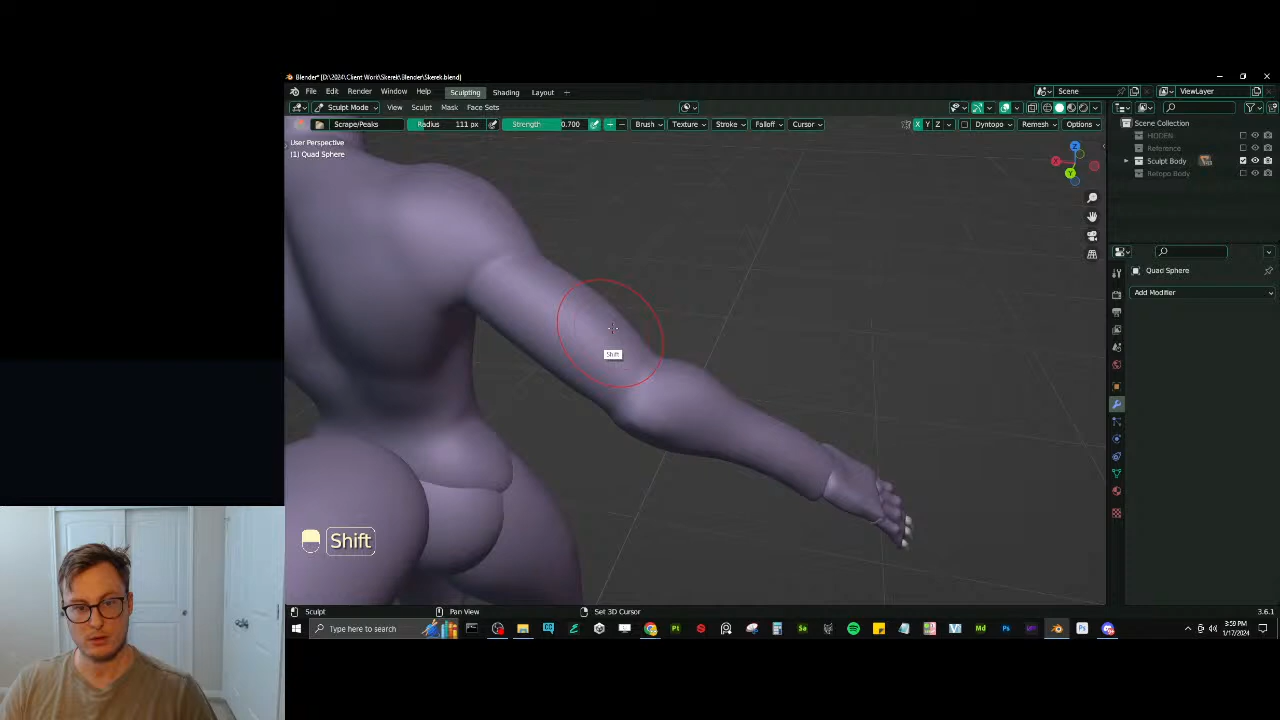 Blender* [D:\2024\Client Work\Skerek\Blender\Skerek.blend]
File Edit Render Window Help Sculpting Shading Layout + Scene ViewLayer
Sculpt Mode View Sculpt Mask Face Sets
Scrape/Peaks Radius 111 px Strength 0.700 Brush Texture Stroke Falloff Cursor X Y Z Dyntopo Remesh Options
User Perspective
(1) Quad Sphere
Scene Collection
HIDDEN
Reference
Sculpt Body
Retopo Body
Z
X
Y
Quad Sphere
Add Modifier
Shift
Shift
Sculpt Pan View Set 3D Cursor 3.6.1
Type here to search
3:59 PM
1/17/2024